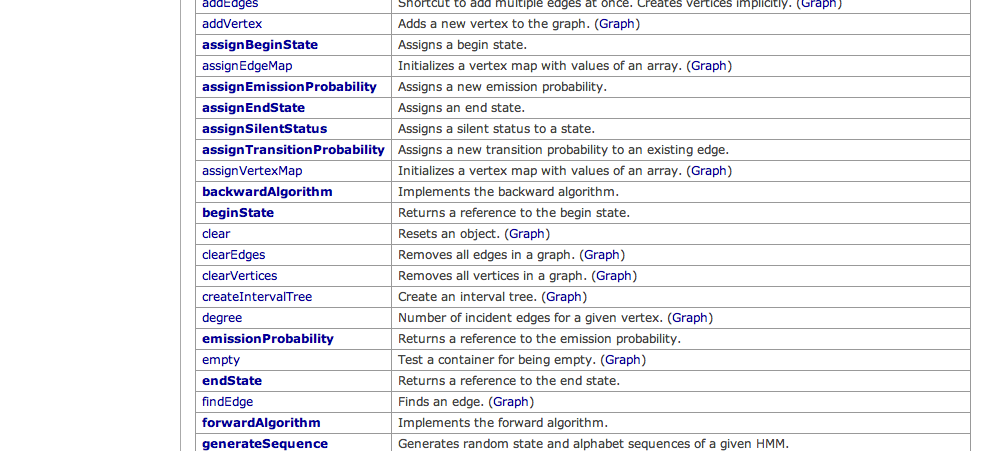 addEdges Shortcut to add multiple edges at once. Creates vertices implicitly. (Graph)
addVertex Adds a new vertex to the graph. (Graph)
assignBeginState Assigns a begin state.
assignEdgeMap Initializes a vertex map with values of an array. (Graph)
assignEmissionProbability Assigns a new emission probability.
assignEndState Assigns an end state.
assignSilentStatus Assigns a silent status to a state.
assignTransitionProbability Assigns a new transition probability to an existing edge.
assignVertexMap Initializes a vertex map with values of an array. (Graph)
backwardAlgorithm Implements the backward algorithm.
beginState Returns a reference to the begin state.
clear Resets an object. (Graph)
clearEdges Removes all edges in a graph. (Graph)
clearVertices Removes all vertices in a graph. (Graph)
createIntervalTree Create an interval tree. (Graph)
degree Number of incident edges for a given vertex. (Graph)
emissionProbability Returns a reference to the emission probability.
empty Test a container for being empty. (Graph)
endState Returns a reference to the end state.
findEdge Finds an edge. (Graph)
forwardAlgorithm Implements the forward algorithm.
generateSequence Generates random state and alphabet sequences of a given HMM.